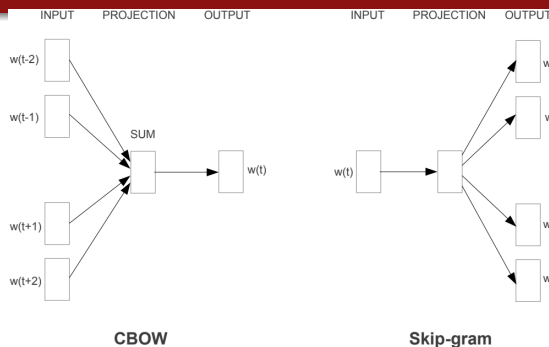 INPUT PROJECTION OUTPUT INPUT PROJECTION OUTPUT
w(t-2)
w(t-1)
SUM
w(t) w(t)
w(t+1)
w(t+2)
CBOW Skip-gram